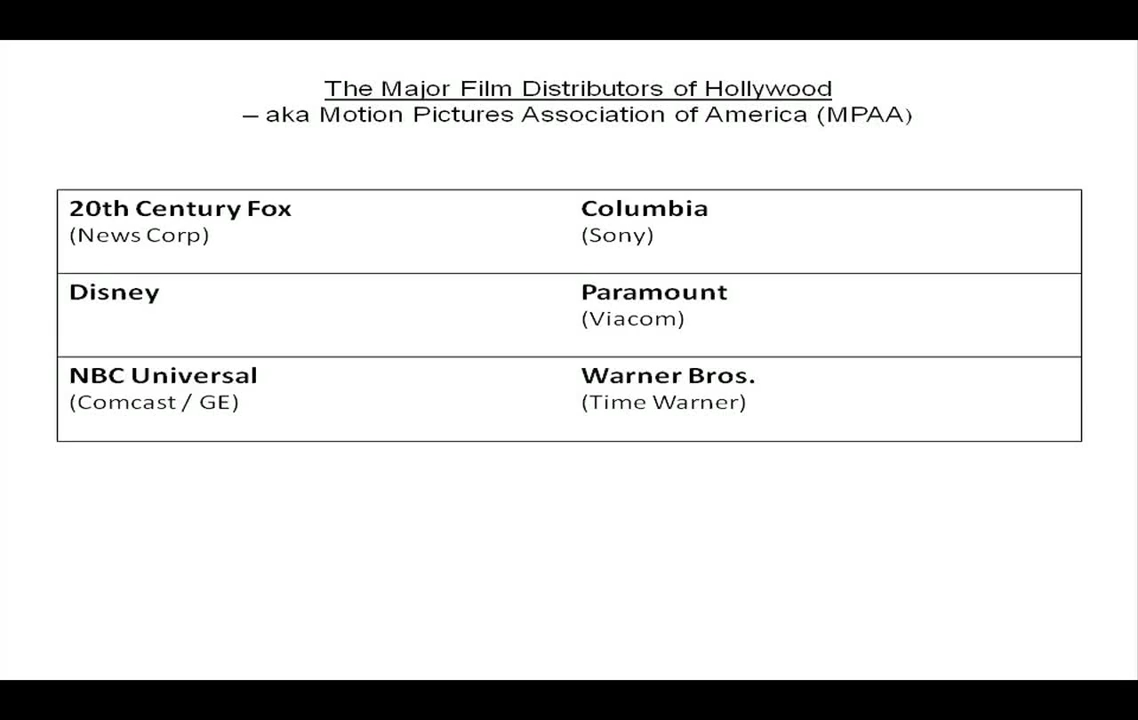 The Major Film Distributors of Hollywood
– aka Motion Pictures Association of America (MPAA)
20th Century Fox
(News Corp)
Columbia
(Sony)
Disney
Paramount
(Viacom)
NBC Universal
(Comcast / GE)
Warner Bros.
(Time Warner)